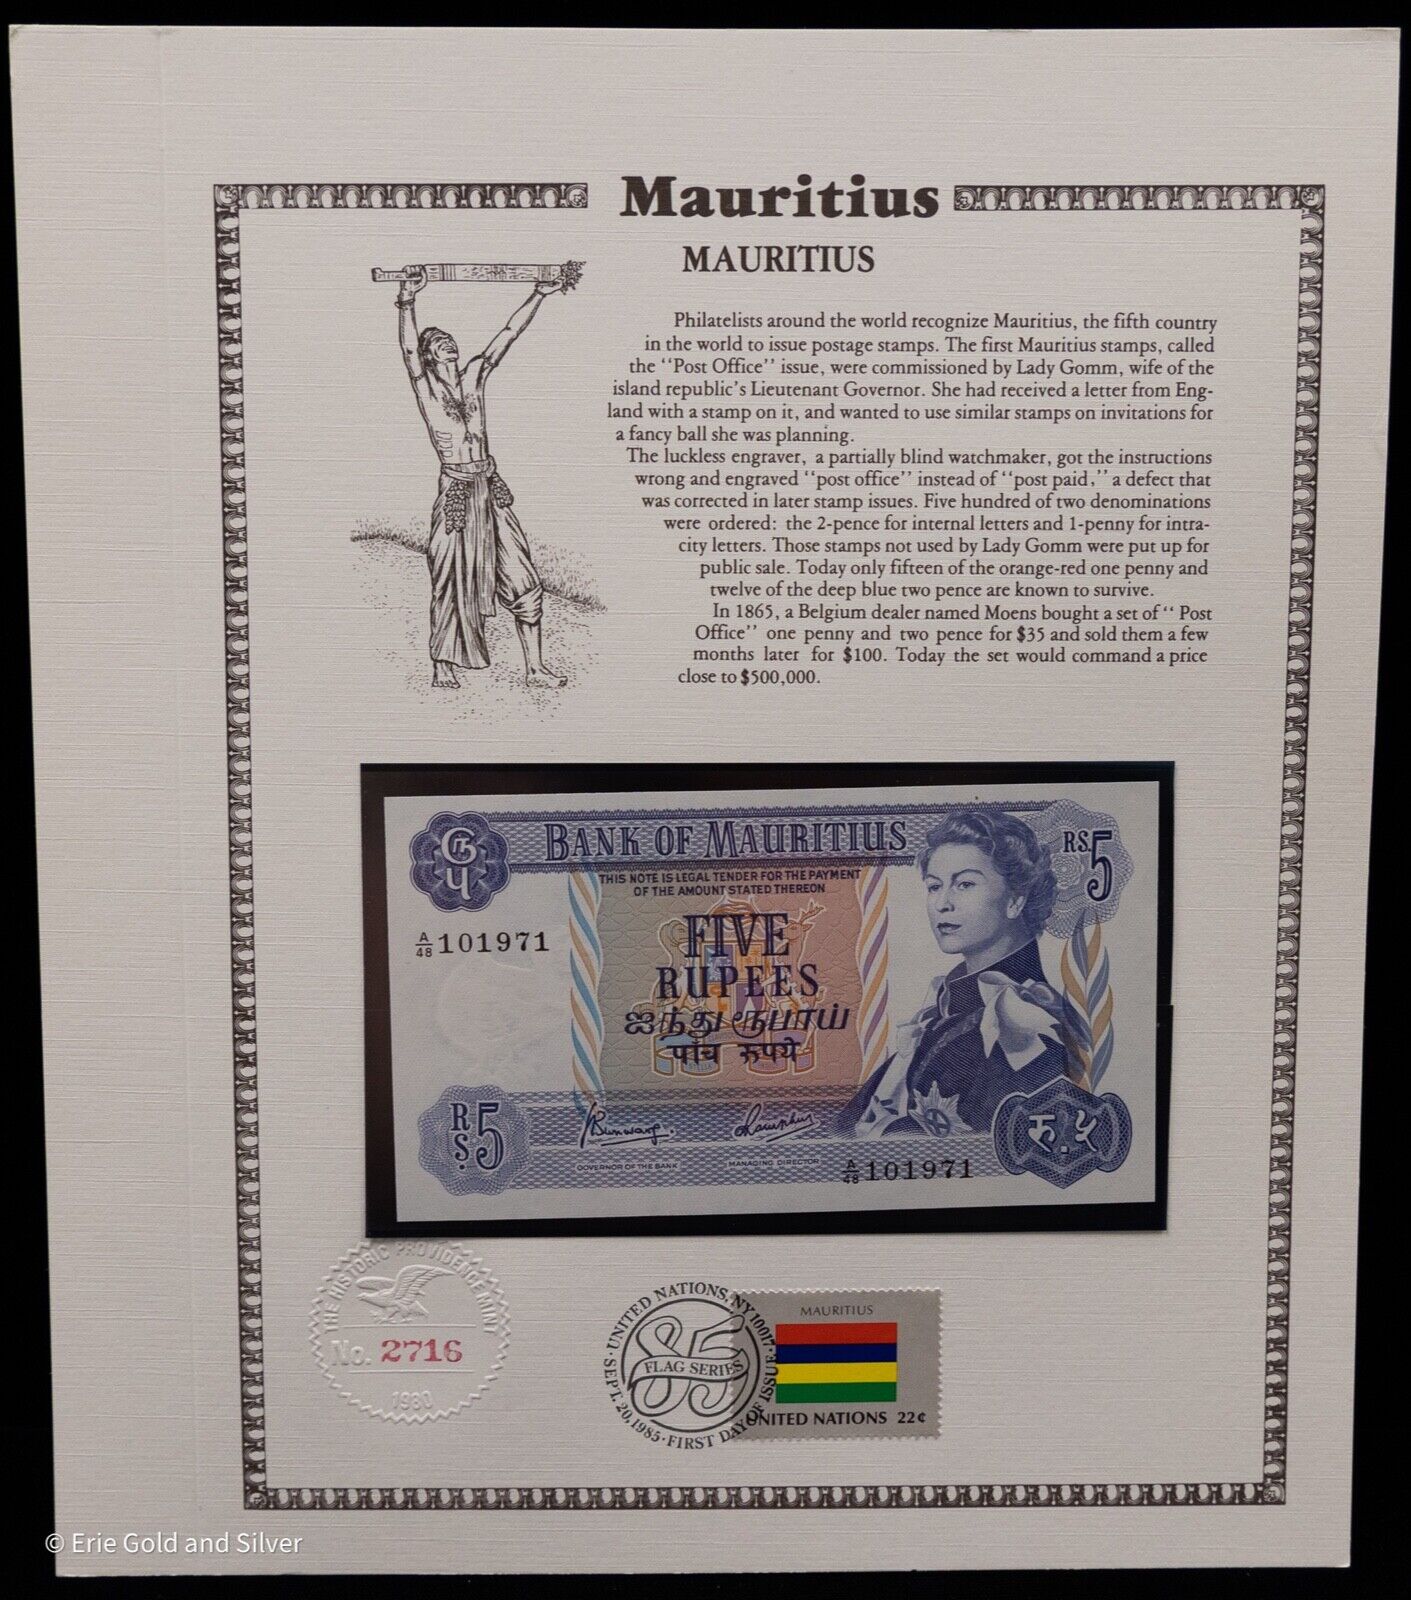 Mauritius
MAURITIUS
Philatelists around the world recognize Mauritius, the fifth country
in the world to issue postage stamps. The first Mauritius stamps, called
the "Post Office" issue, were commissioned by Lady Gomm, wife of the
island republic's Lieutenant Governor. She had received a letter from Eng-
land with a stamp on it, and wanted to use similar stamps on invitations for
a fancy ball she was planning.
The luckless engraver, a partially blind watchmaker, got the instructions
wrong and engraved "post office" instead of "post paid," a defect that
was corrected in later stamp issues. Five hundred of two denominations
were ordered: the 2-pence for internal letters and 1-penny for intra-
city letters. Those stamps not used by Lady Gomm were put up for
public sale. Today only fifteen of the orange-red one penny and
twelve of the deep blue two pence are known to survive.
In 1865, a Belgium dealer named Moens bought a set of " Post
Office" one penny and two pence for $35 and sold them a few
months later for $100. Today the set would command a price
close to $500,000.
ரூ
௫
BANK OF MAURITIUS
RS.5
THIS NOTE IS LEGAL TENDER FOR THE PAYMENT
OF THE AMOUNT STATED THEREON
A/48 101971
FIVE
RUPEES
ஐந்து ரூபாய்
पांच रूपये
RS.5
GOVERNOR OF THE BANK
MANAGING DIRECTOR
A/48 101971
रु.५
THE HISTORIC PROVIDENCE MINT
No. 2716
1980
UNITED NATIONS, NY 10017
SEPT. 20, 1985 · FIRST DAY OF ISSUE
85
FLAG SERIES
MAURITIUS
UNITED NATIONS 22¢
© Erie Gold and Silver